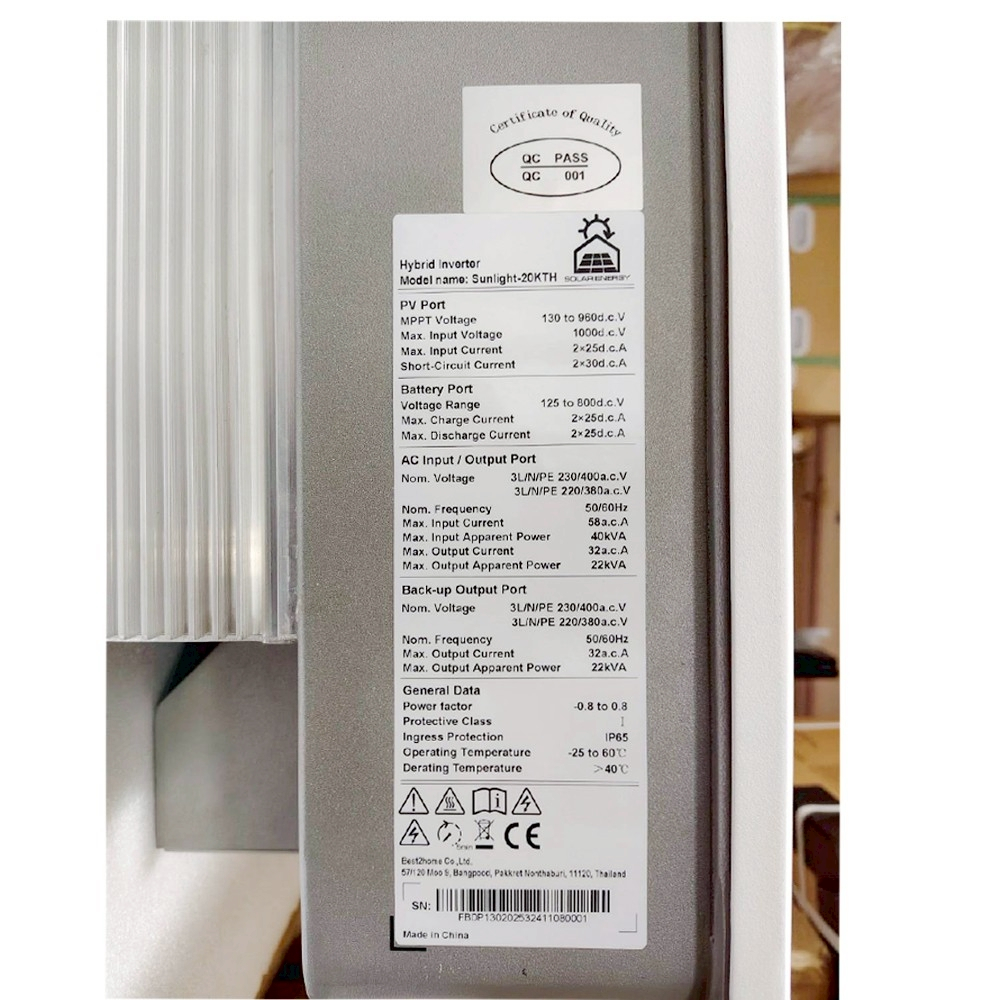 Certificate of Quality
QC PASS
QC 001
SOLAR ENERGY
Hybrid Inverter
Model name: Sunlight-20KTH
PV Port
MPPT Voltage 130 to 960d.c.V
Max. Input Voltage 1000d.c.V
Max. Input Current 2×25d.c.A
Short-Circuit Current 2×30d.c.A
Battery Port
Voltage Range 125 to 800d.c.V
Max. Charge Current 2×25d.c.A
Max. Discharge Current 2×25d.c.A
AC Input / Output Port
Nom. Voltage 3L/N/PE 230/400a.c.V
3L/N/PE 220/380a.c.V
Nom. Frequency 50/60Hz
Max. Input Current 58a.c.A
Max. Input Apparent Power 40kVA
Max. Output Current 32a.c.A
Max. Output Apparent Power 22kVA
Back-up Output Port
Nom. Voltage 3L/N/PE 230/400a.c.V
3L/N/PE 220/380a.c.V
Nom. Frequency 50/60Hz
Max. Output Current 32a.c.A
Max. Output Apparent Power 22kVA
General Data
Power factor -0.8 to 0.8
Protective Class I
Ingress Protection IP65
Operating Temperature -25 to 60℃
Derating Temperature >40℃
5min
CE
Best2home Co.,Ltd.
57/120 Moo 9, Bangpood, Pakkret Nonthaburi, 11120, Thailand
SN:
FB0P130202532411080001
Made in China